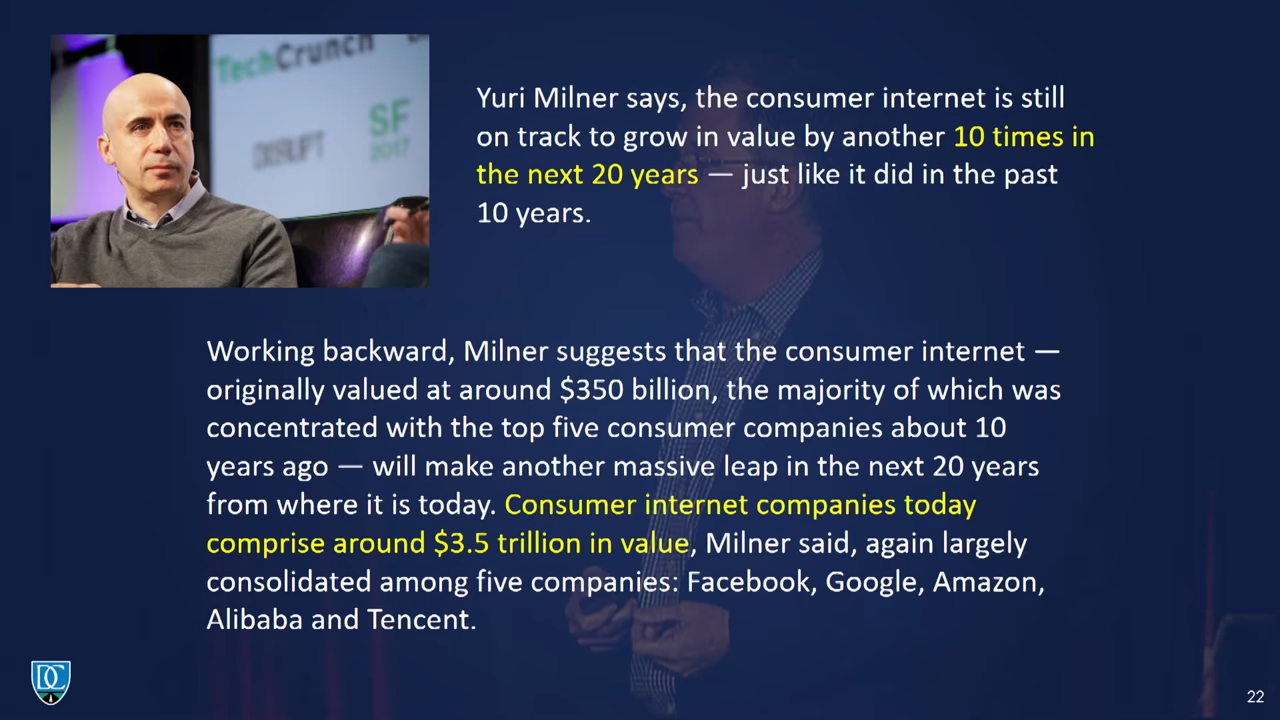 TechCrunch
DISRUPT
SF
2017
Yuri Milner says, the consumer internet is still
on track to grow in value by another 10 times in
the next 20 years — just like it did in the past
10 years.
Working backward, Milner suggests that the consumer internet —
originally valued at around $350 billion, the majority of which was
concentrated with the top five consumer companies about 10
years ago — will make another massive leap in the next 20 years
from where it is today. Consumer internet companies today
comprise around $3.5 trillion in value, Milner said, again largely
consolidated among five companies: Facebook, Google, Amazon,
Alibaba and Tencent.
DC
22